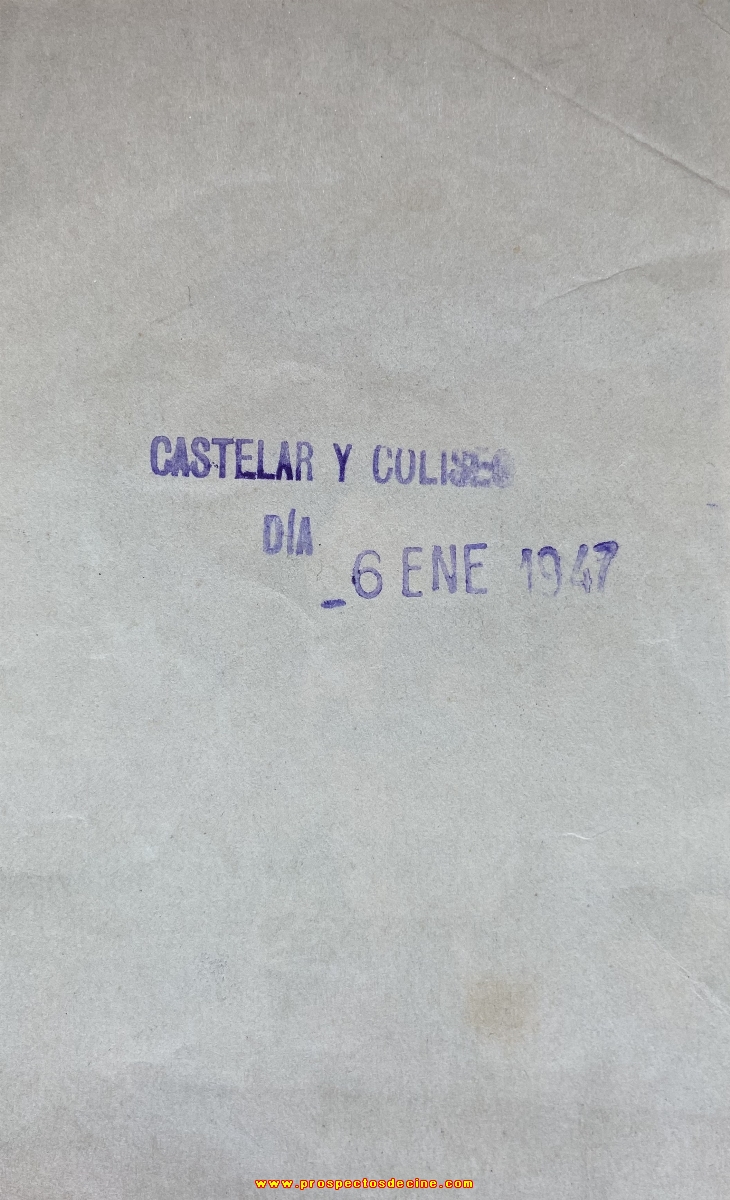 CASTELAR Y COLISEO
DÍA
- 6 ENE 1947
www.prospectosdecine.com